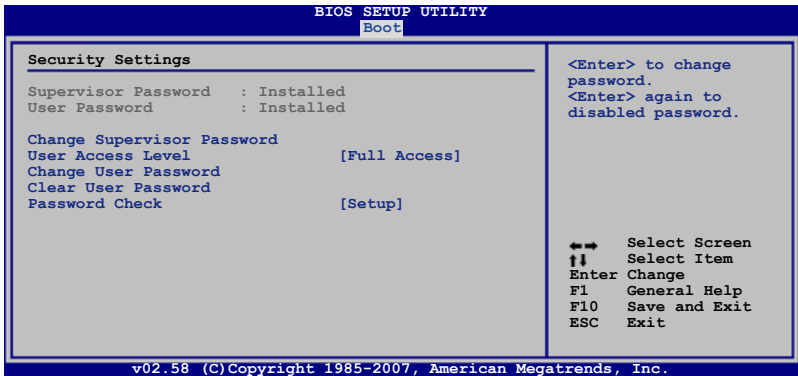 BIOS SETUP UTILITY
Boot
Security Settings
Supervisor Password : Installed
User Password : Installed
Change Supervisor Password
User Access Level [Full Access]
Change User Password
Clear User Password
Password Check [Setup]
<Enter> to change
password.
<Enter> again to
disabled password.
Select Screen
Select Item
Enter Change
F1 General Help
F10 Save and Exit
ESC Exit
v02.58 (C)Copyright 1985-2007, American Megatrends, Inc.